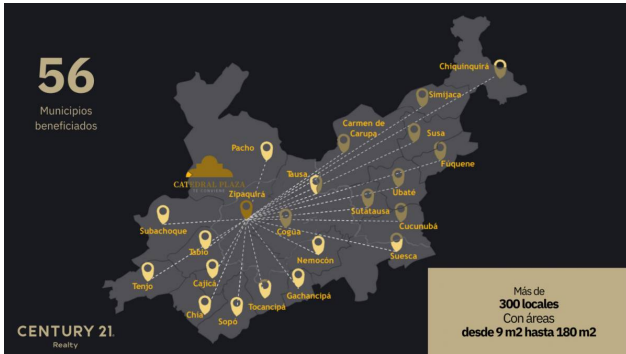 56
Municipios
beneficiados
Chiquinquirá
Simijaca
Carmen de
Carupa
Susa
Pacho
Fúquene
Tausa
CATEDRAL PLAZA
Ubaté
Zipaquirá
Sutatausa
Cucunubá
Subachoque
Cogua
Tabio
Nemocón
Suesca
Tenjo
Cajicá
Gachancipá
Tocancipá
Chía
Sopó
Más de
300 locales
Con áreas
desde 9 m2 hasta 180 m2
CENTURY 21.
Realty